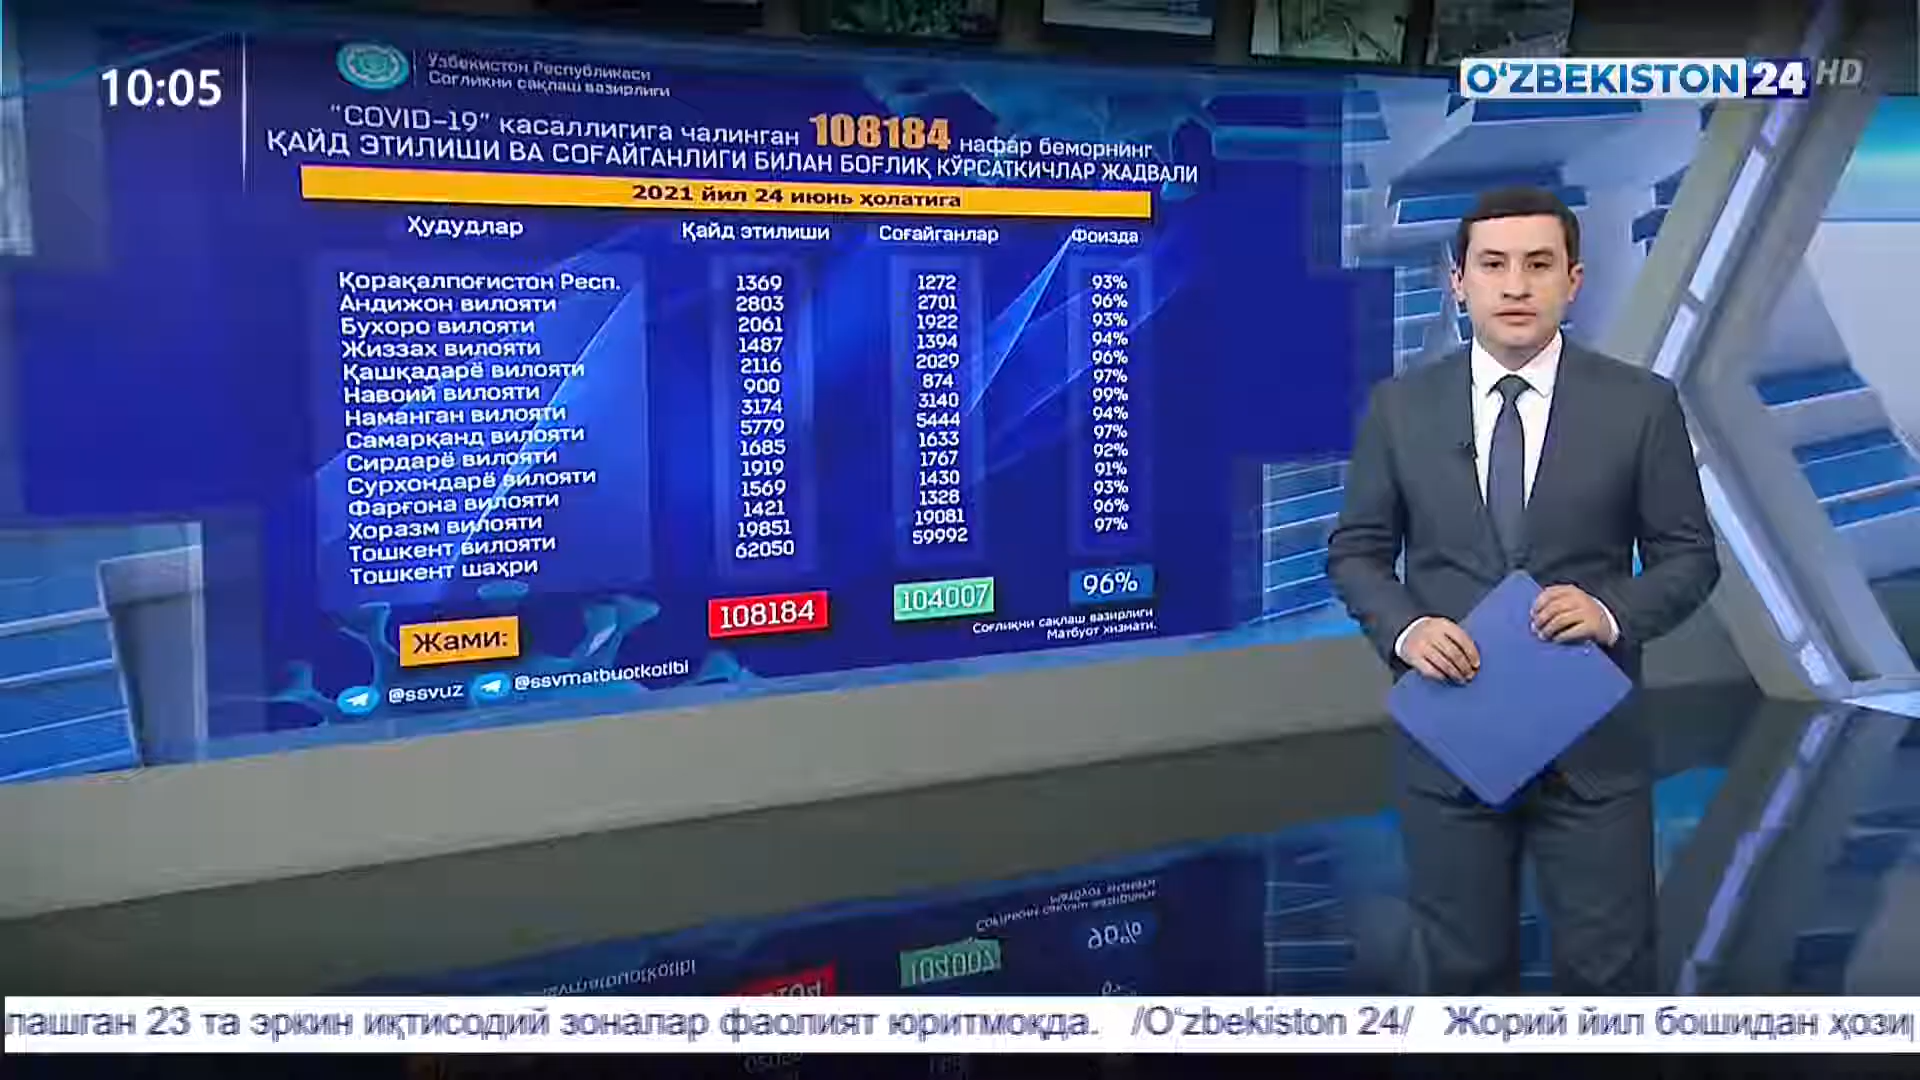 10:05
O‘ZBEKISTON 24 HD
Ўзбекистон Республикаси
Соғлиқни сақлаш вазирлиги
“COVID-19” касаллигига чалинган 108184 нафар беморнинг
ҚАЙД ЭТИЛИШИ ВА СОҒАЙГАНЛИГИ БИЛАН БОҒЛИҚ КЎРСАТКИЧЛАР ЖАДВАЛИ
2021 йил 24 июнь ҳолатига
Ҳудудлар Қайд этилиши Соғайганлар Фоизда
Қорақалпоғистон Респ. 1369 1272 93%
Андижон вилояти 2803 2701 96%
Бухоро вилояти 2061 1922 93%
Жиззах вилояти 1487 1394 94%
Қашқадарё вилояти 2116 2029 96%
Навоий вилояти 900 874 97%
Наманган вилояти 3174 3140 99%
Самарқанд вилояти 5779 5444 94%
Сирдарё вилояти 1685 1633 97%
Сурхондарё вилояти 1919 1767 92%
Фарғона вилояти 1569 1430 91%
Хоразм вилояти 1421 1328 93%
Тошкент вилояти 19851 19081 96%
Тошкент шаҳри 62050 59992 97%
Жами: 108184 104007 96%
Соғлиқни сақлаш вазирлиги
Матбуот хизмати.
@ssvuz @ssvmatbuotkotibi
лашган 23 та эркин иқтисодий зоналар фаолият юритмоқда. /O‘zbekiston 24/ Жорий йил бошидан ҳози